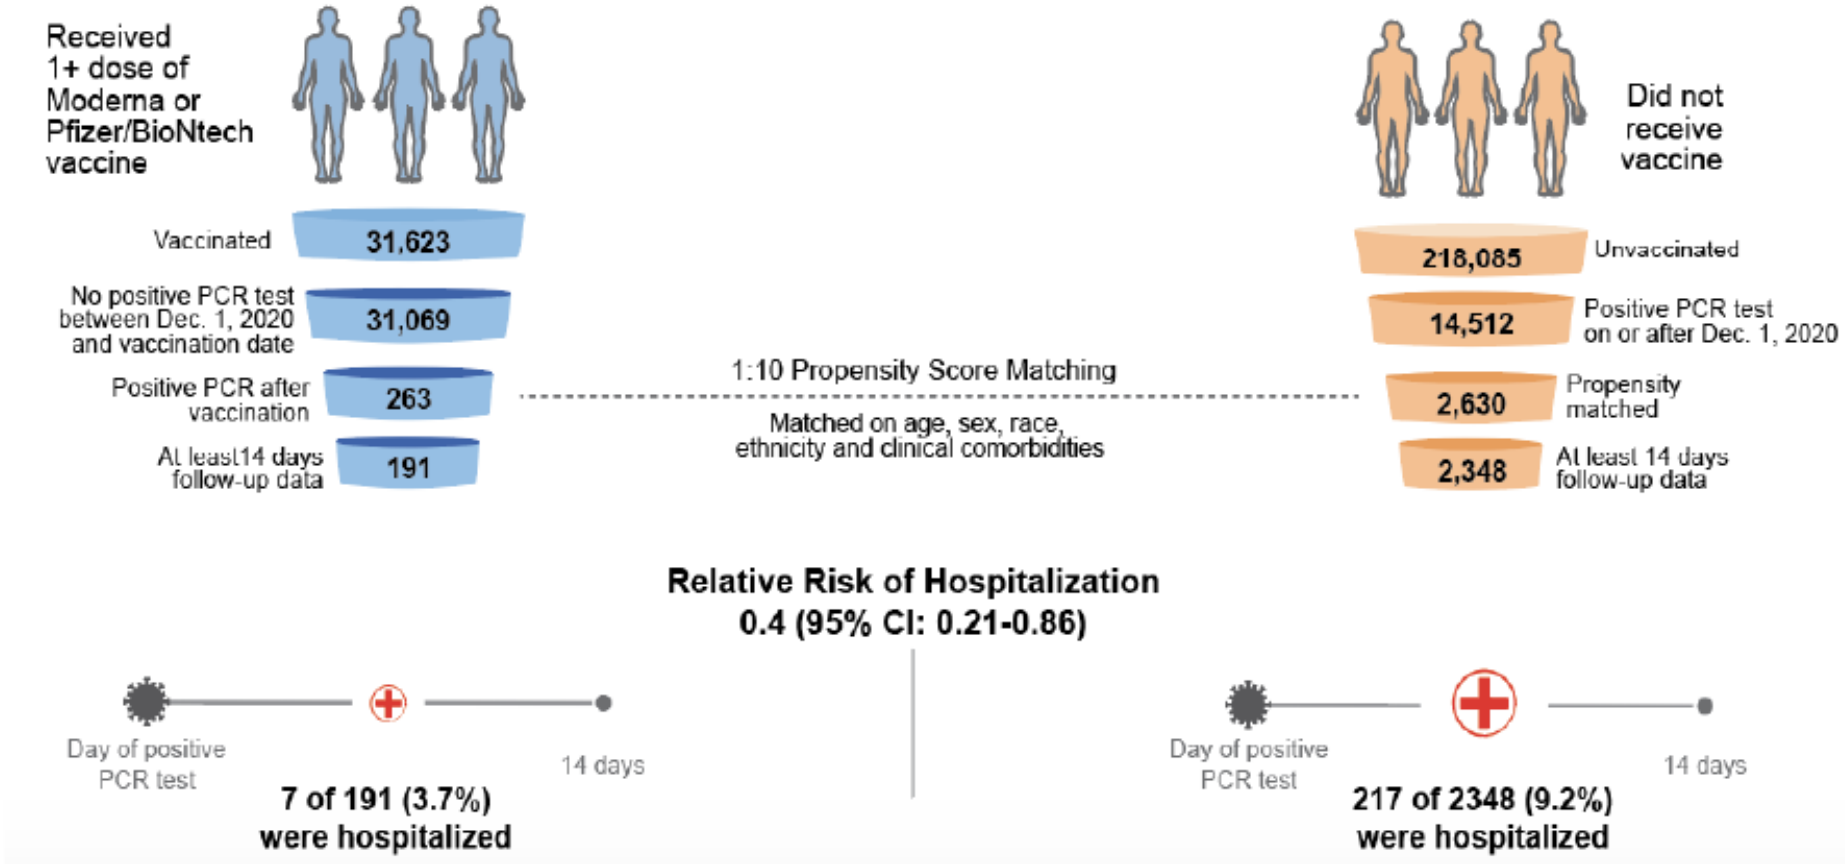 Received
1+ dose of
Moderna or
Pfizer/BioNtech
vaccine
Did not
receive
vaccine
Vaccinated
31,623
No positive PCR test
between Dec. 1, 2020
and vaccination date
31,069
Positive PCR after
vaccination
263
At least14 days
follow-up data
191
1:10 Propensity Score Matching
Matched on age, sex, race,
ethnicity and clinical comorbidities
218,085
Unvaccinated
14,512
Positive PCR test
on or after Dec. 1, 2020
2,630
Propensity
matched
2,348
At least 14 days
follow-up data
Relative Risk of Hospitalization
0.4 (95% CI: 0.21-0.86)
Day of positive
PCR test
14 days
7 of 191 (3.7%)
were hospitalized
Day of positive
PCR test
14 days
217 of 2348 (9.2%)
were hospitalized